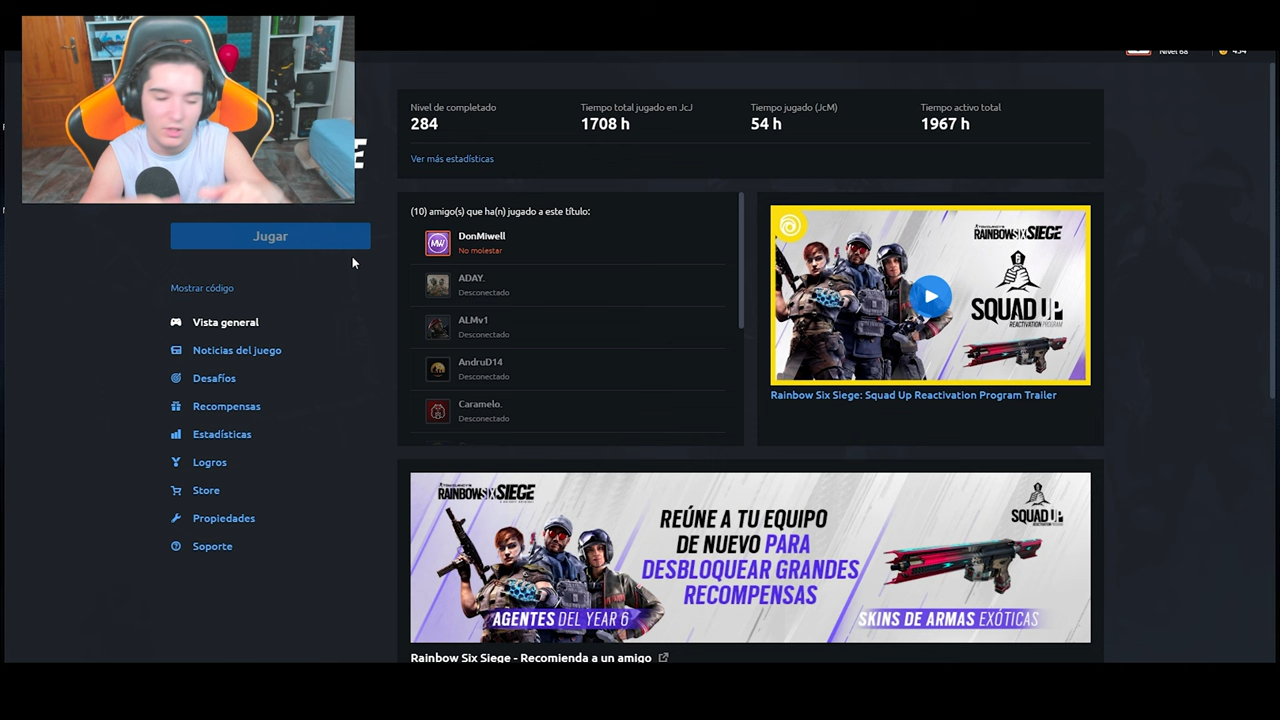 Nivel 68
434
Nivel de completado
284
Tiempo total jugado en JcJ
1708 h
Tiempo jugado (JcM)
54 h
Tiempo activo total
1967 h
Ver más estadísticas
E
Jugar
Mostrar código
Vista general
Noticias del juego
Desafíos
Recompensas
Estadísticas
Logros
Store
Propiedades
Soporte
(10) amigo(s) que ha(n) jugado a este título:
MW
DonMiwell
No molestar
ADAY.
Desconectado
ALMv1
Desconectado
AndruD14
Desconectado
Caramelo.
Desconectado
RAINBOW SIX SIEGE
6
SQUAD UP
REACTIVATION PROGRAM
Rainbow Six Siege: Squad Up Reactivation Program Trailer
RAINBOW SIX SIEGE
REÚNE A TU EQUIPO
DE NUEVO PARA
DESBLOQUEAR GRANDES
RECOMPENSAS
AGENTES DEL YEAR 6
SQUAD UP
SKINS DE ARMAS EXÓTICAS
Rainbow Six Siege - Recomienda a un amigo